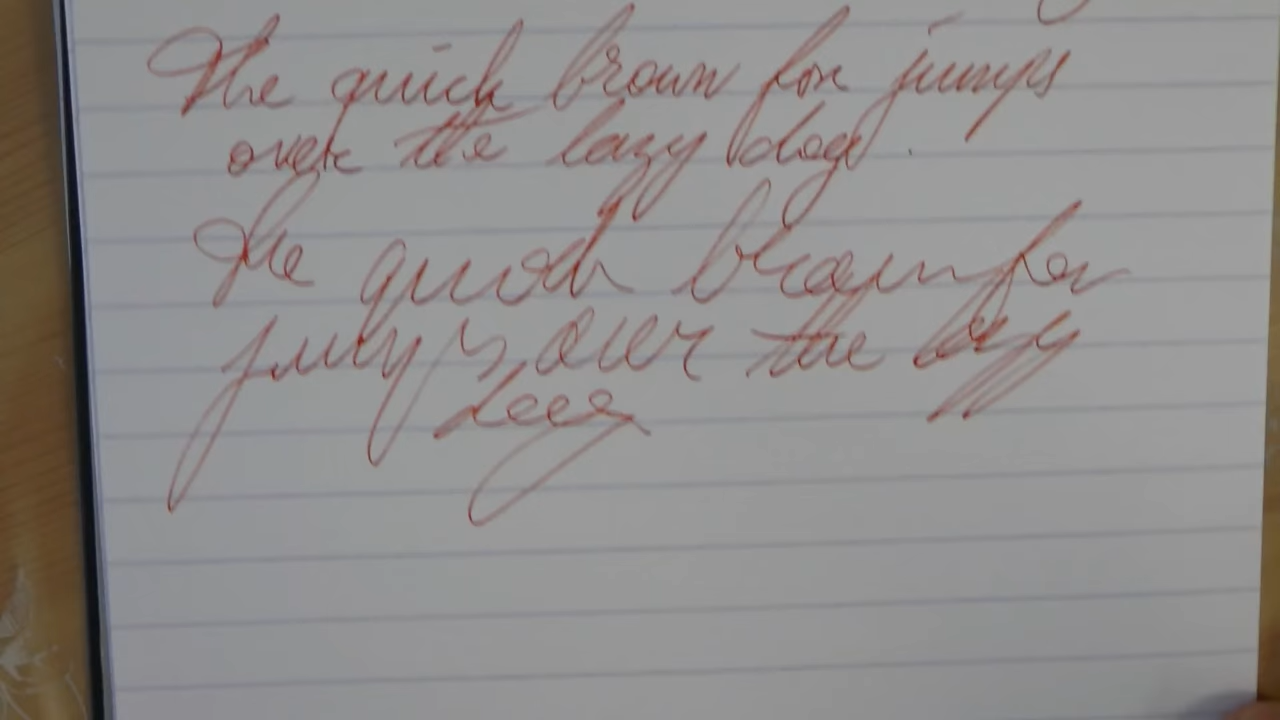 The quick brown fox jumps
over the lazy dog.
The quick brown fox
jumps over the lazy
dog